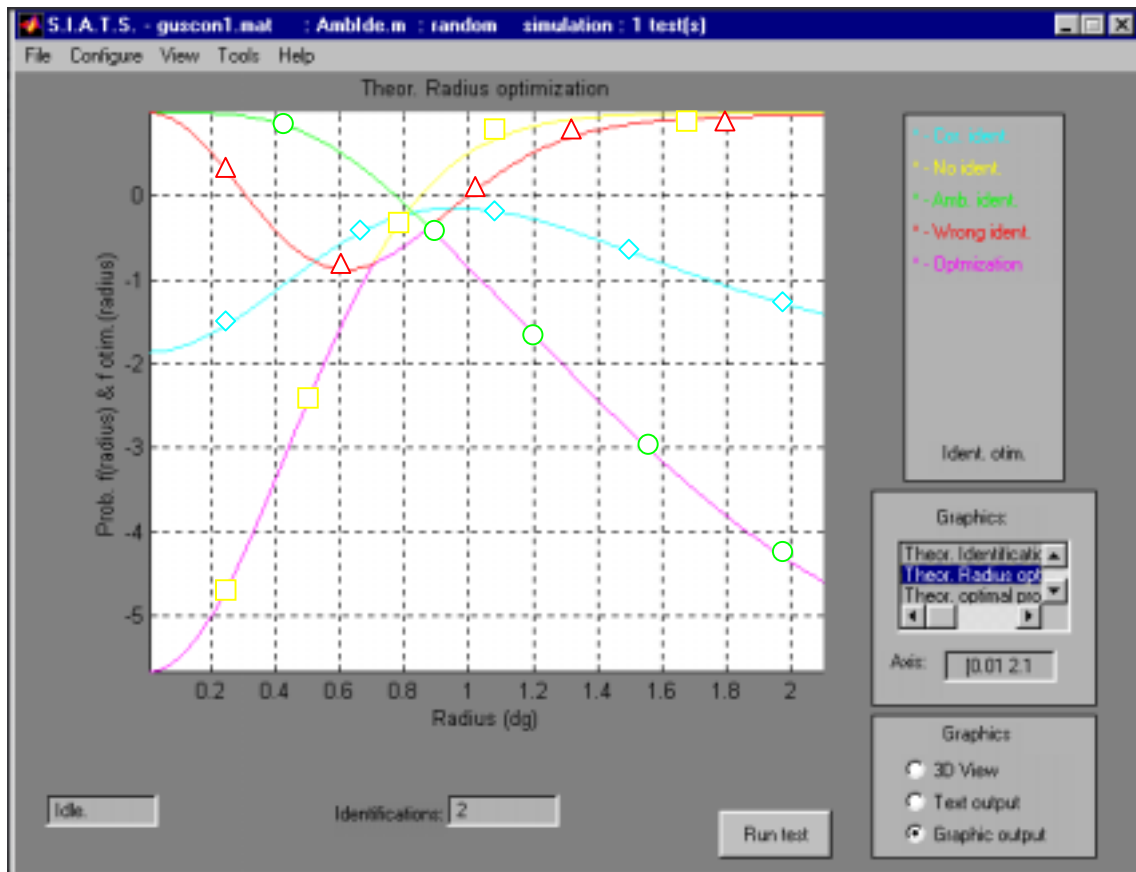 S.I.A.T.S. - guscon1.mat : AmbIde.m : random simulation : 1 test(s)
File Configure View Tools Help
Theor. Radius optimization
Prob. f(radius) & f otim.(radius)
0
-1
-2
-3
-4
-5
0.2 0.4 0.6 0.8 1 1.2 1.4 1.6 1.8 2
Radius (dg)
* - Cor. ident.
* - No ident.
* - Amb. ident.
* - Wrong ident.
* - Optmization
Ident. otim.
Graphics:
Theor. Identificatic
Theor. Radius opt
Theor. optimal pro
Axis: [0.01 2.1
Graphics
3D View
Text output
Graphic output
Idle.
Identifications: 2
Run test